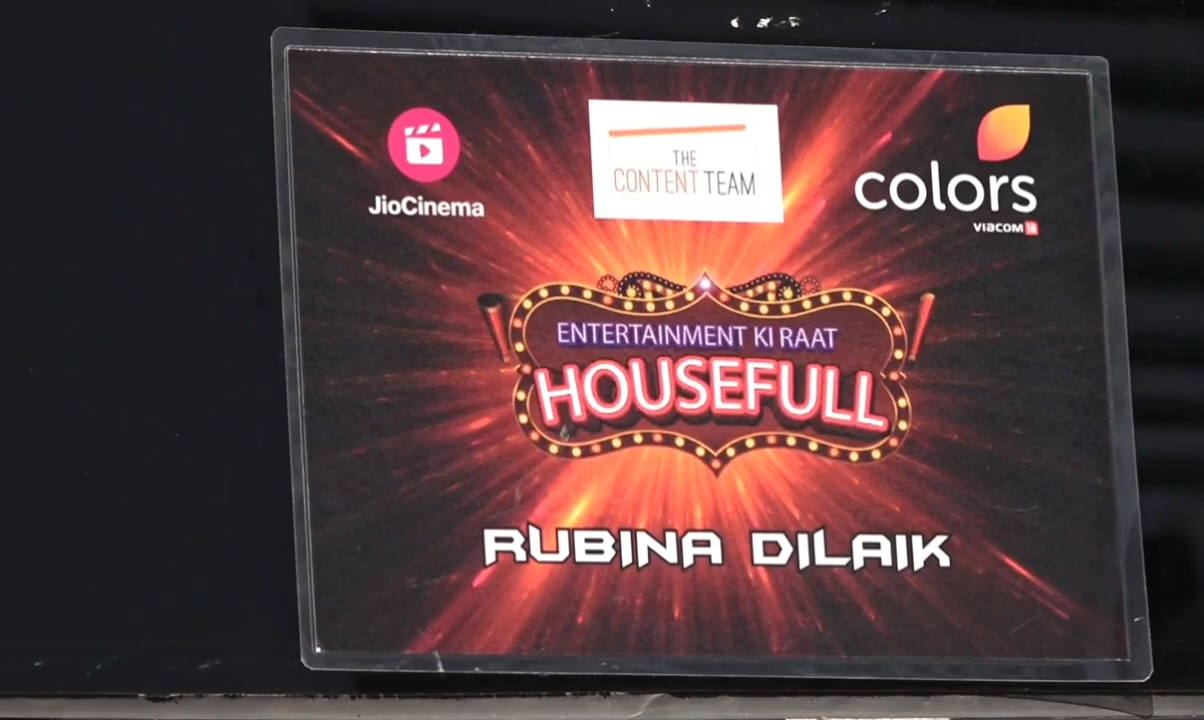 JioCinema
THE
CONTENT TEAM
colors
VIACOM 18
ENTERTAINMENT KI RAAT
HOUSEFULL
RUBINA DILAIK